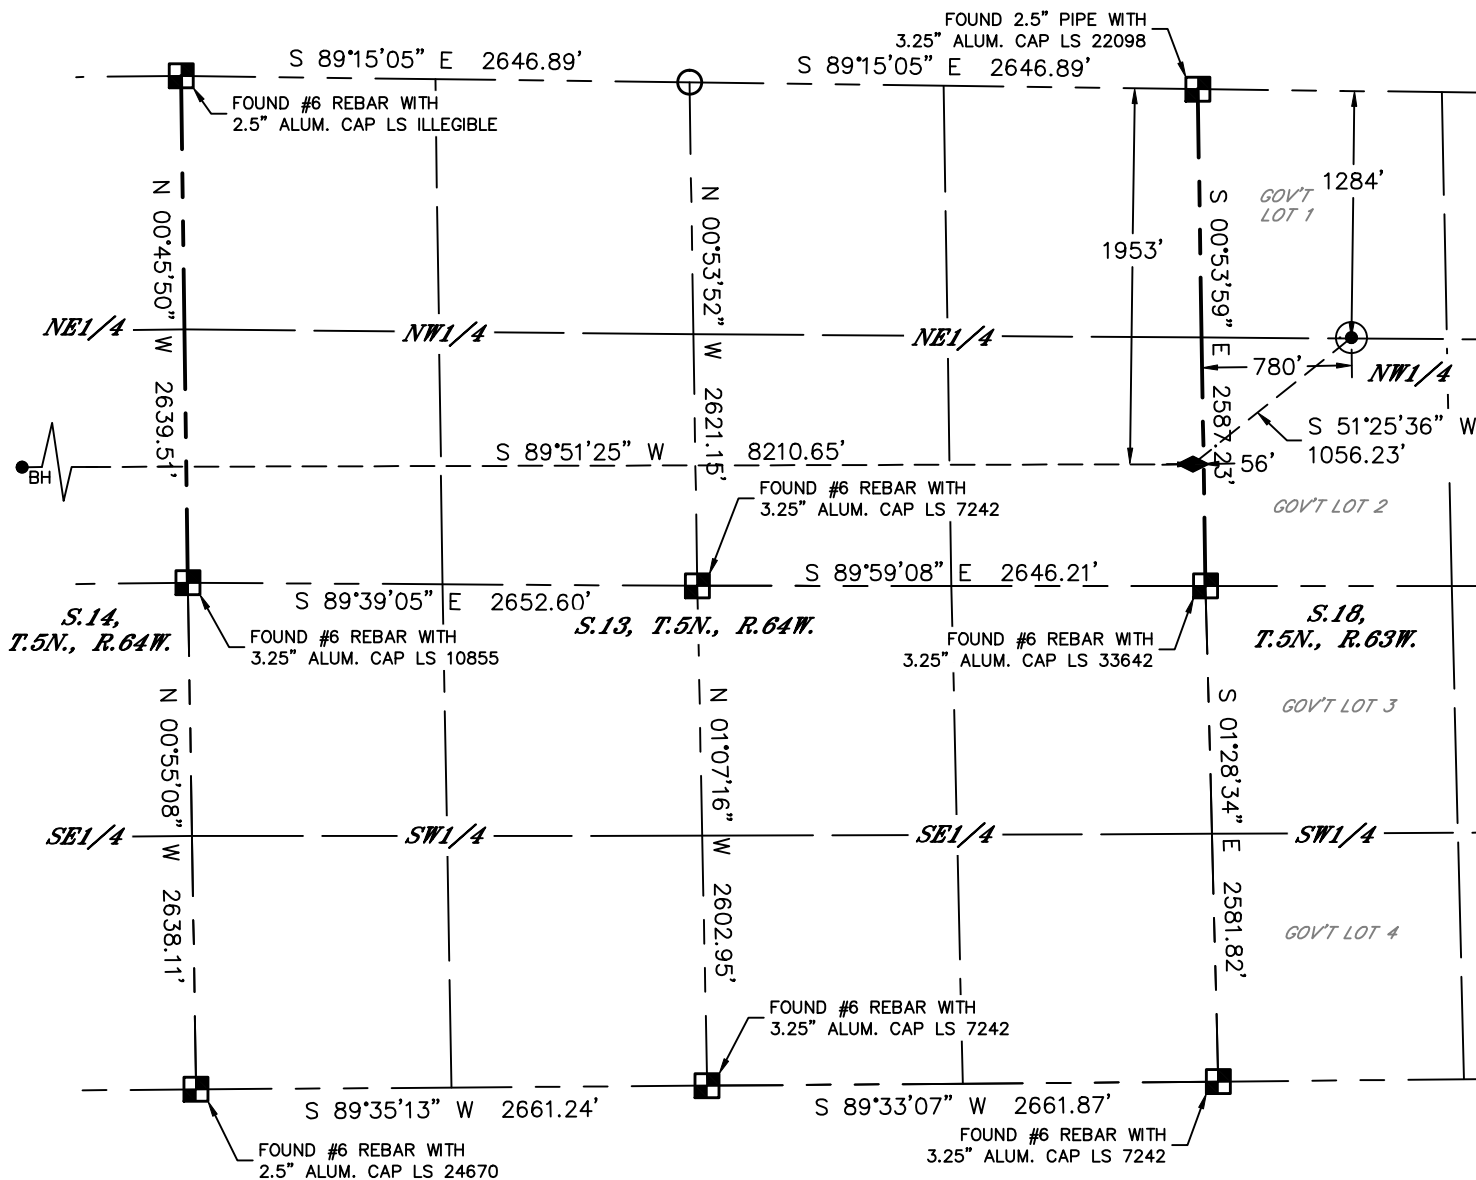 FOUND 2.5" PIPE WITH
3.25" ALUM. CAP LS 22098
S 89°15'05" E 2646.89'
S 89°15'05" E 2646.89'
FOUND #6 REBAR WITH
2.5" ALUM. CAP LS ILLEGIBLE
N 00°45'50" W 2639.51'
N 00°53'52" W 2621.15'
S 00°53'59" E 2587.23'
GOV'T
LOT 1
1284'
1953'
NE1/4
NW1/4
NE1/4
780'
NW1/4
S 51°25'36" W
1056.23'
S 89°51'25" W 8210.65'
56'
BH
FOUND #6 REBAR WITH
3.25" ALUM. CAP LS 7242
GOV'T LOT 2
S 89°59'08" E 2646.21'
S 89°39'05" E 2652.60'
S.14,
T.5N., R.64W.
S.13, T.5N., R.64W.
S.18,
T.5N., R.63W.
FOUND #6 REBAR WITH
3.25" ALUM. CAP LS 10855
FOUND #6 REBAR WITH
3.25" ALUM. CAP LS 33642
N 00°55'08" W 2638.11'
N 01°07'16" W 2602.95'
S 01°28'34" E 2581.82'
GOV'T LOT 3
SE1/4
SW1/4
SE1/4
SW1/4
GOV'T LOT 4
FOUND #6 REBAR WITH
3.25" ALUM. CAP LS 7242
S 89°35'13" W 2661.24'
S 89°33'07" W 2661.87'
FOUND #6 REBAR WITH
2.5" ALUM. CAP LS 24670
FOUND #6 REBAR WITH
3.25" ALUM. CAP LS 7242